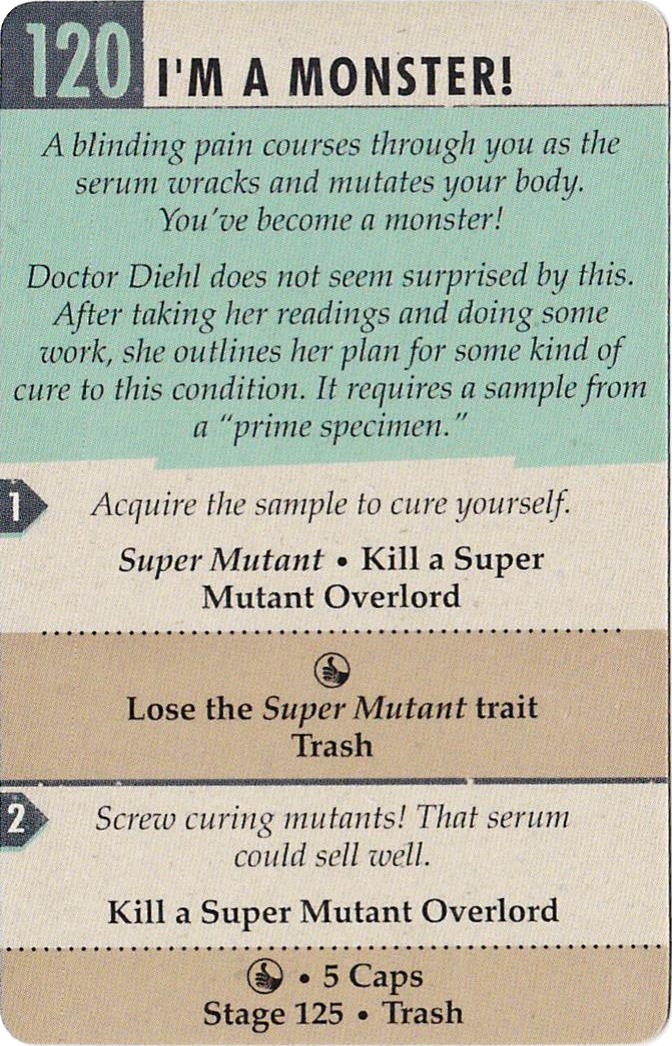 120 I'M A MONSTER!
A blinding pain courses through you as the
serum wracks and mutates your body.
You've become a monster!
Doctor Diehl does not seem surprised by this.
After taking her readings and doing some
work, she outlines her plan for some kind of
cure to this condition. It requires a sample from
a “prime specimen.”
1 Acquire the sample to cure yourself.
Super Mutant • Kill a Super
Mutant Overlord
Lose the Super Mutant trait
Trash
2 Screw curing mutants! That serum
could sell well.
Kill a Super Mutant Overlord
• 5 Caps
Stage 125 • Trash